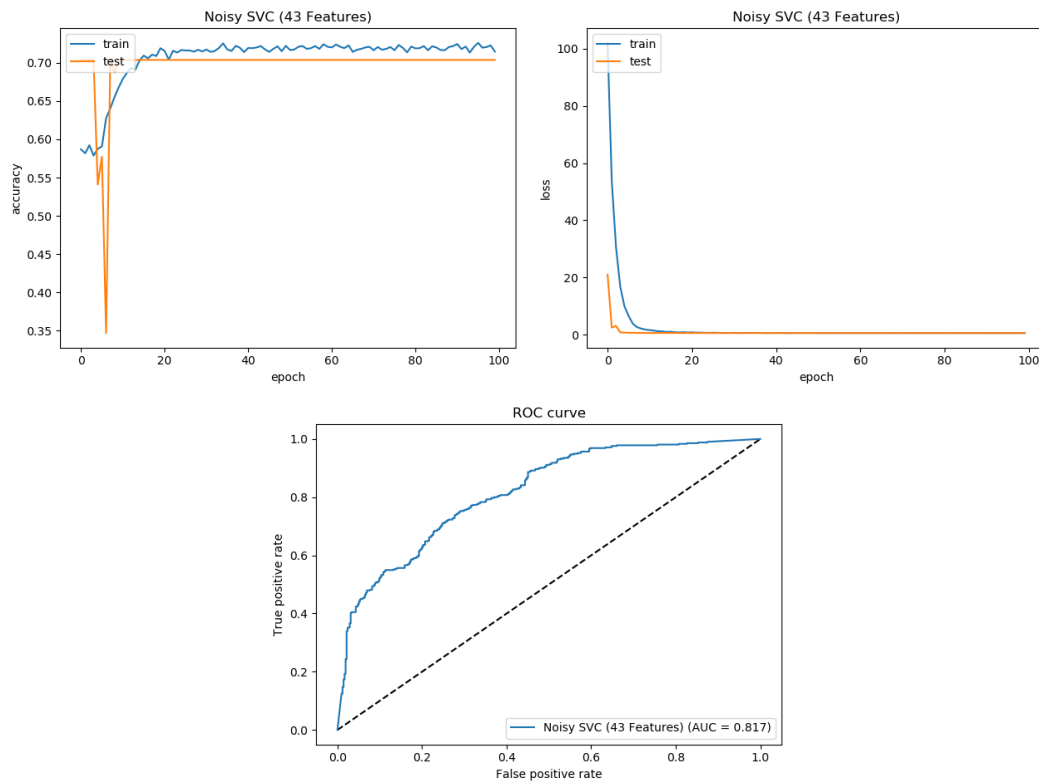 Noisy SVC (43 Features)
train
test
0.70
0.65
0.60
0.55
0.50
0.45
0.40
0.35
accuracy
0
20
40
60
80
100
epoch
Noisy SVC (43 Features)
train
test
100
80
60
40
20
0
loss
0
20
40
60
80
100
epoch
ROC curve
1.0
0.8
0.6
0.4
0.2
0.0
True positive rate
Noisy SVC (43 Features) (AUC = 0.817)
0.0
0.2
0.4
0.6
0.8
1.0
False positive rate